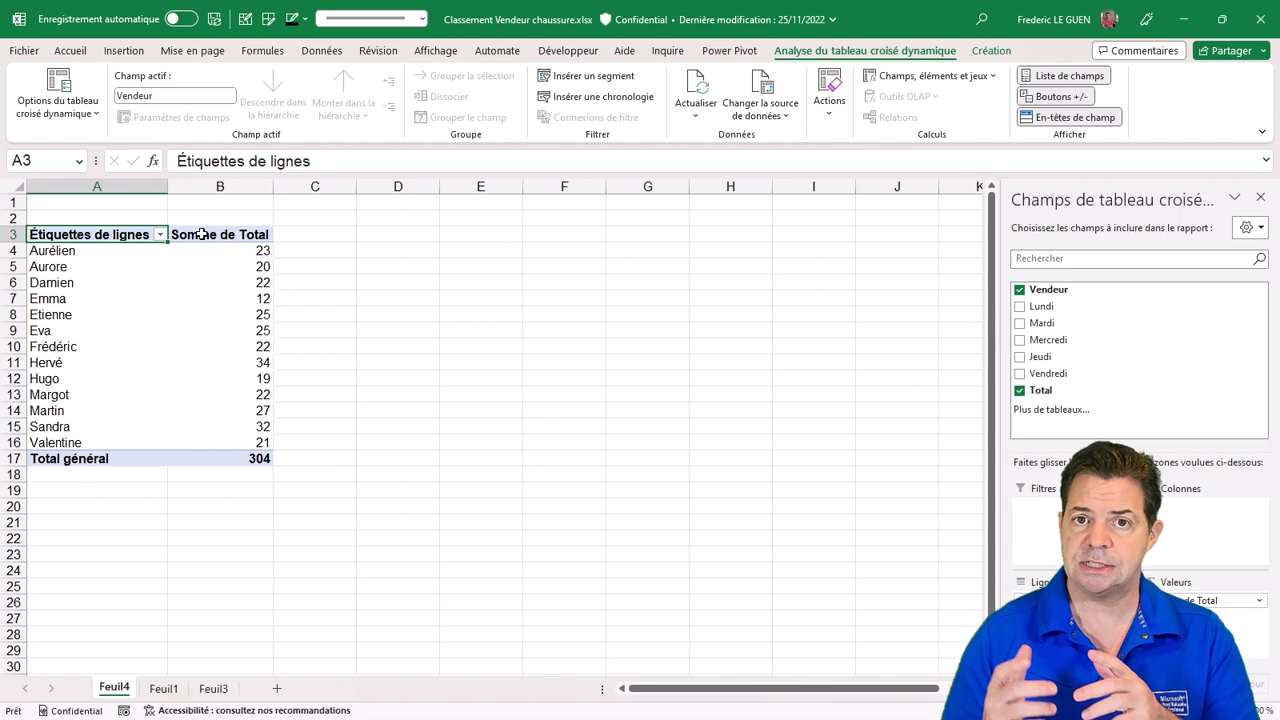 Enregistrement automatique
Classement Vendeur chaussure.xlsx
Confidential • Dernière modification : 25/11/2022
Frederic LE GUEN
Fichier Accueil Insertion Mise en page Formules Données Révision Affichage Automate Développeur Aide Inquire Power Pivot Analyse du tableau croisé dynamique Création
Commentaires
Partager
Options du tableau croisé dynamique
Champ actif :
Vendeur
Paramètres de champs
Descendre dans la hiérarchie
Monter dans la hiérarchie
Champ actif
Grouper la sélection
Dissocier
Grouper le champ
Groupe
Insérer un segment
Insérer une chronologie
Connexions de filtre
Filtrer
Actualiser
Changer la source de données
Données
Actions
Champs, éléments et jeux
Outils OLAP
Relations
Calculs
Liste de champs
Boutons +/-
En-têtes de champ
Afficher
A3
fx
Étiquettes de lignes
A B C D E F G H I J K
1
2
3 Étiquettes de lignes Somme de Total
4 Aurélien 23
5 Aurore 20
6 Damien 22
7 Emma 12
8 Etienne 25
9 Eva 25
10 Frédéric 22
11 Hervé 34
12 Hugo 19
13 Margot 22
14 Martin 27
15 Sandra 32
16 Valentine 21
17 Total général 304
18
19
20
21
22
23
24
25
26
27
28
29
30
Champs de tableau croisé...
Choisissez les champs à inclure dans le rapport :
Rechercher
Vendeur
Lundi
Mardi
Mercredi
Jeudi
Vendredi
Total
Plus de tableaux...
Faites glisser
zones voulues ci-dessous:
Filtres
Colonnes
Valeurs
de Total
Microsoft
Feuil4 Feuil1 Feuil3
Prêt
Confidential
Accessibilité : consultez nos recommandations